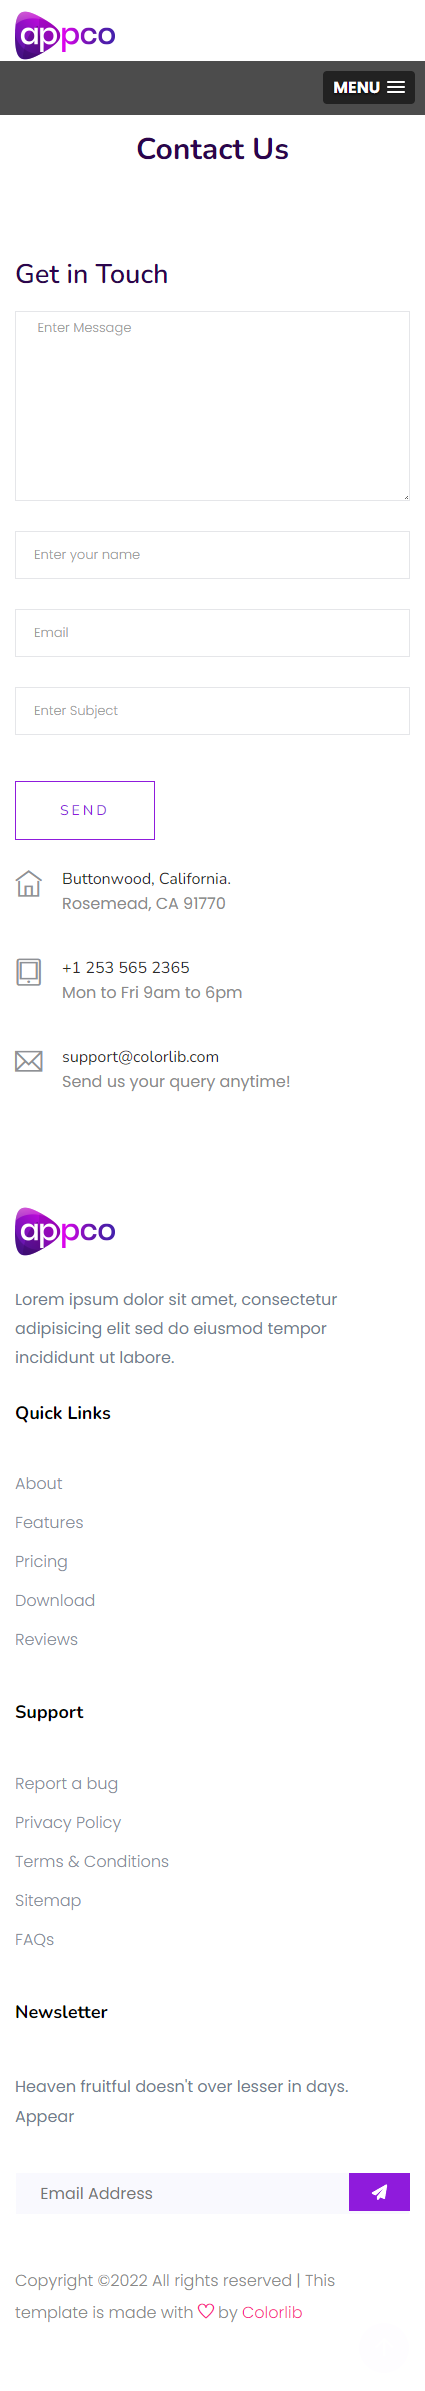 appco
MENU
Contact Us
Get in Touch
Enter Message
Enter your name
Email
Enter Subject
SEND
Buttonwood, California.
Rosemead, CA 91770
+1 253 565 2365
Mon to Fri 9am to 6pm
support@colorlib.com
Send us your query anytime!
appco
Lorem ipsum dolor sit amet, consectetur
adipisicing elit sed do eiusmod tempor
incididunt ut labore.
Quick Links
About
Features
Pricing
Download
Reviews
Support
Report a bug
Privacy Policy
Terms & Conditions
Sitemap
FAQs
Newsletter
Heaven fruitful doesn't over lesser in days.
Appear
Email Address
Copyright ©2022 All rights reserved | This
template is made with ♡ by Colorlib